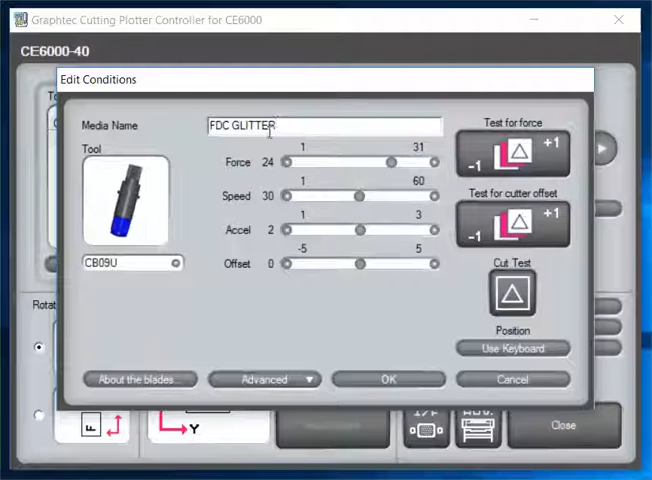 Graphtec Cutting Plotter Controller for CE6000
CE6000-40
Edit Conditions
Media Name
FDC GLITTER
Test for force
-1
+1
Tool
1
31
Force
24
1
60
Speed
30
Test for cutter offset
-1
+1
1
3
Accel
2
-5
5
Offset
0
CB09U
Cut Test
Position
Use Keyboard
Rotat
About the blades...
Advanced
OK
Cancel
F
Y
I/F
Close